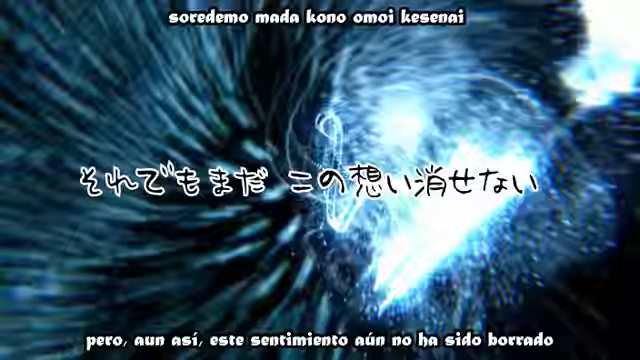 soredemo mada kono omoi kesenai
それでもまだ この想い消せない
pero, aun así, este sentimiento aún no ha sido borrado